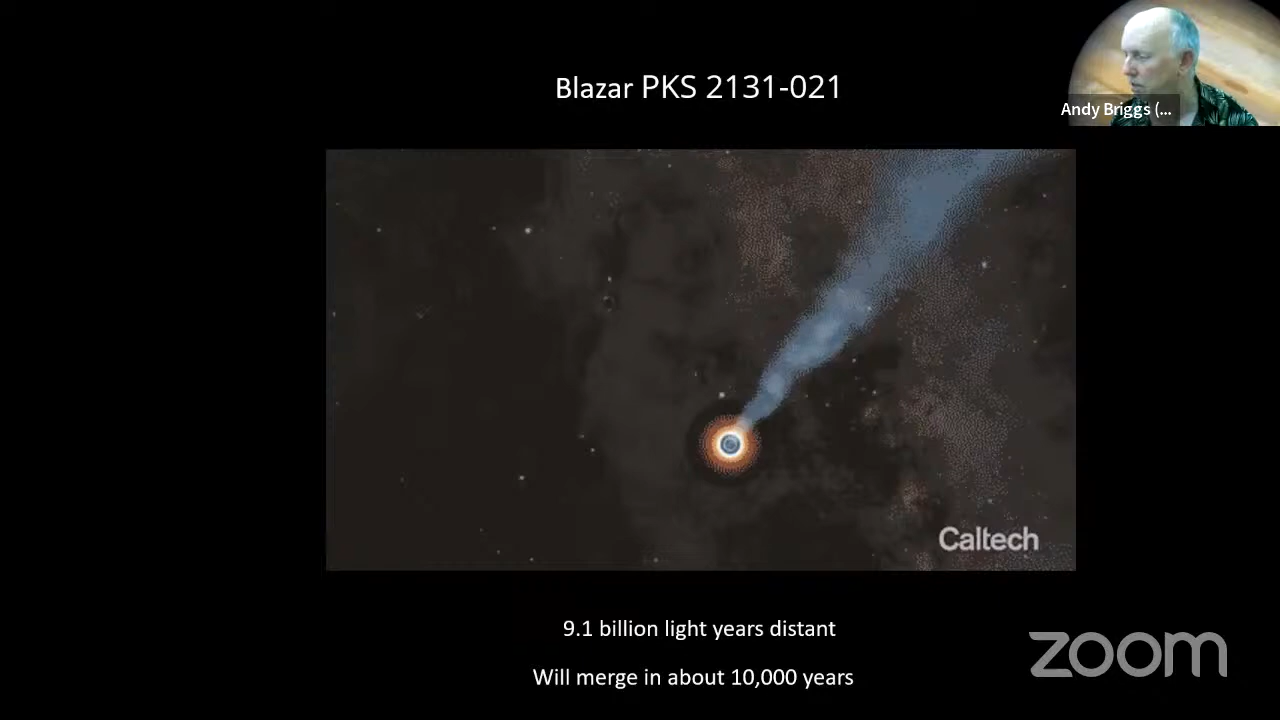 Blazar PKS 2131-021
Andy Briggs (...
Caltech
9.1 billion light years distant
Will merge in about 10,000 years
zoom